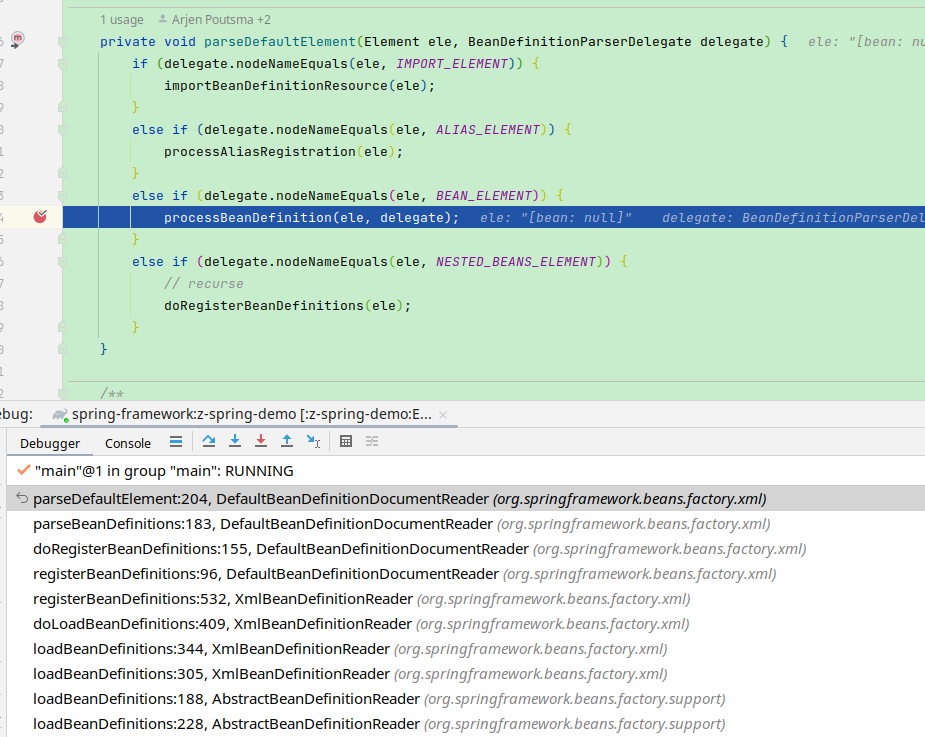 1 usage Arjen Poutsma +2
private void parseDefaultElement(Element ele, BeanDefinitionParserDelegate delegate) { ele: "[bean: nu
if (delegate.nodeNameEquals(ele, IMPORT_ELEMENT)) {
importBeanDefinitionResource(ele);
}
else if (delegate.nodeNameEquals(ele, ALIAS_ELEMENT)) {
processAliasRegistration(ele);
}
else if (delegate.nodeNameEquals(ele, BEAN_ELEMENT)) {
processBeanDefinition(ele, delegate); ele: "[bean: null]" delegate: BeanDefinitionParserDel
}
else if (delegate.nodeNameEquals(ele, NESTED_BEANS_ELEMENT)) {
// recurse
doRegisterBeanDefinitions(ele);
}
}
/**
ebug: spring-framework:z-spring-demo [:z-spring-demo:E... ×
Debugger Console
"main"@1 in group "main": RUNNING
parseDefaultElement:204, DefaultBeanDefinitionDocumentReader (org.springframework.beans.factory.xml)
parseBeanDefinitions:183, DefaultBeanDefinitionDocumentReader (org.springframework.beans.factory.xml)
doRegisterBeanDefinitions:155, DefaultBeanDefinitionDocumentReader (org.springframework.beans.factory.xml)
registerBeanDefinitions:96, DefaultBeanDefinitionDocumentReader (org.springframework.beans.factory.xml)
registerBeanDefinitions:532, XmlBeanDefinitionReader (org.springframework.beans.factory.xml)
doLoadBeanDefinitions:409, XmlBeanDefinitionReader (org.springframework.beans.factory.xml)
loadBeanDefinitions:344, XmlBeanDefinitionReader (org.springframework.beans.factory.xml)
loadBeanDefinitions:305, XmlBeanDefinitionReader (org.springframework.beans.factory.xml)
loadBeanDefinitions:188, AbstractBeanDefinitionReader (org.springframework.beans.factory.support)
loadBeanDefinitions:228, AbstractBeanDefinitionReader (org.springframework.beans.factory.support)